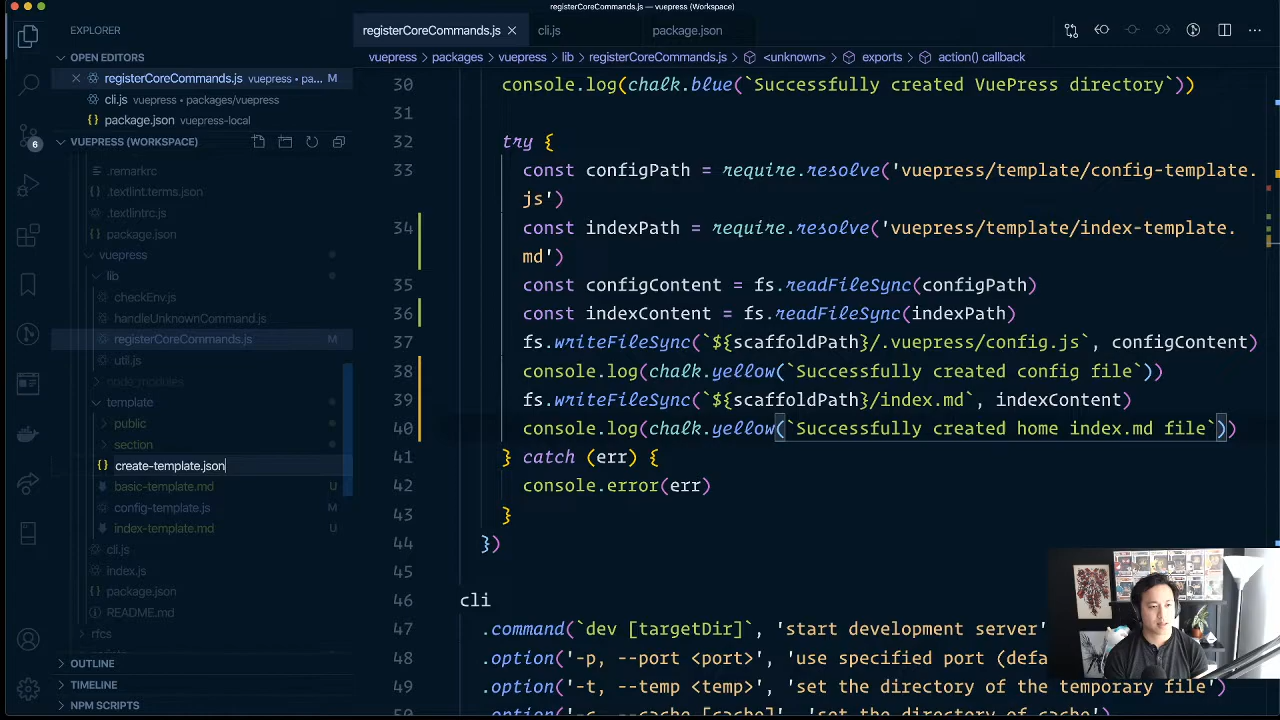 registerCoreCommands.js — vuepress (Workspace)
EXPLORER
OPEN EDITORS
registerCoreCommands.js vuepress • pa... M
cli.js vuepress • packages/vuepress
package.json vuepress-local
VUEPRESS (WORKSPACE)
6
.remarkrc
.textlint.terms.json
.textlintrc.js
package.json
vuepress
lib
checkEnv.js
handleUnknownCommand.js
registerCoreCommands.js M
util.js
node_modules
template
public
section
create-template.json
basic-template.md U
config-template.js M
index-template.md U
cli.js
index.js
package.json
README.md
rfcs
OUTLINE
TIMELINE
NPM SCRIPTS
registerCoreCommands.js cli.js package.json
vuepress > packages > vuepress > lib > registerCoreCommands.js > <unknown> > exports > action() callback
30 console.log(chalk.blue(`Successfully created VuePress directory`))
31
32 try {
33 const configPath = require.resolve('vuepress/template/config-template.
js')
34 const indexPath = require.resolve('vuepress/template/index-template.
md')
35 const configContent = fs.readFileSync(configPath)
36 const indexContent = fs.readFileSync(indexPath)
37 fs.writeFileSync(`${scaffoldPath}/.vuepress/config.js`, configContent)
38 console.log(chalk.yellow(`Successfully created config file`))
39 fs.writeFileSync(`${scaffoldPath}/index.md`, indexContent)
40 console.log(chalk.yellow(`Successfully created home index.md file`))
41 } catch (err) {
42 console.error(err)
43 }
44 })
45
46 cli
47 .command(`dev [targetDir]`, 'start development server'
48 .option('-p, --port <port>', 'use specified port (defa
49 .option('-t, --temp <temp>', 'set the directory of the temporary file')
.option('-c, --cache [cache]', 'set the directory of cache')